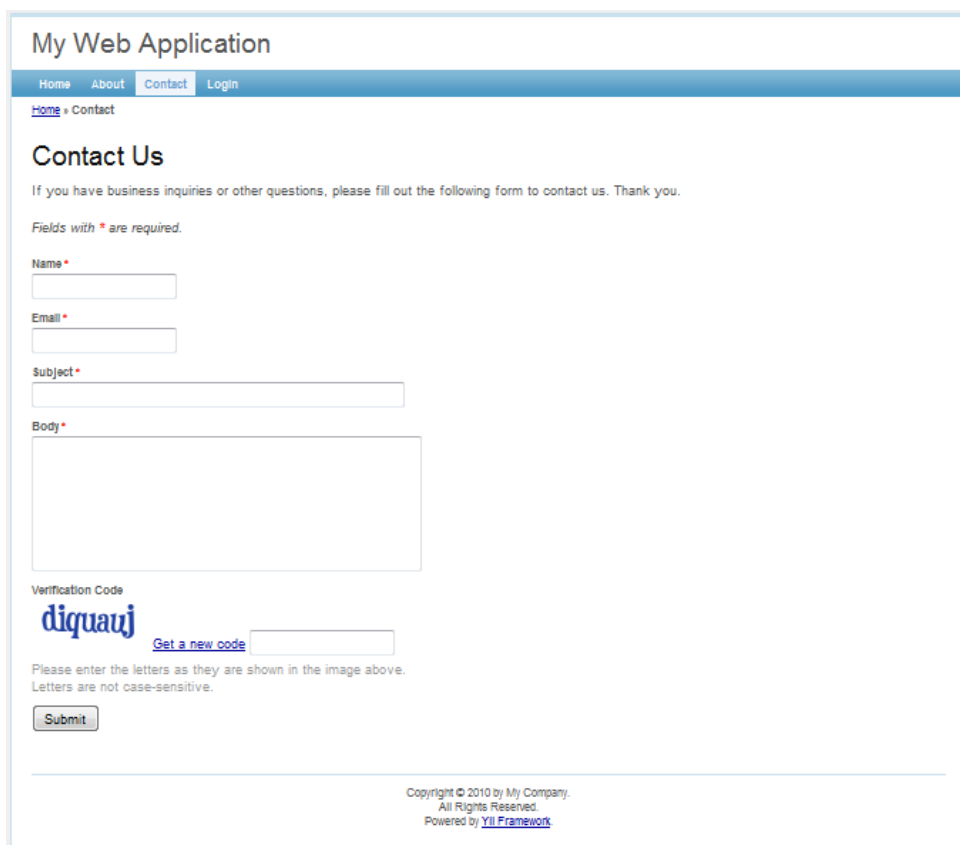 My Web Application
Home About Contact Login
Home » Contact
Contact Us
If you have business inquiries or other questions, please fill out the following form to contact us. Thank you.
Fields with * are required.
Name *
Email *
Subject *
Body *
Verification Code
diquauj
Get a new code
Please enter the letters as they are shown in the image above.
Letters are not case-sensitive.
Submit
Copyright © 2010 by My Company.
All Rights Reserved.
Powered by Yii Framework.